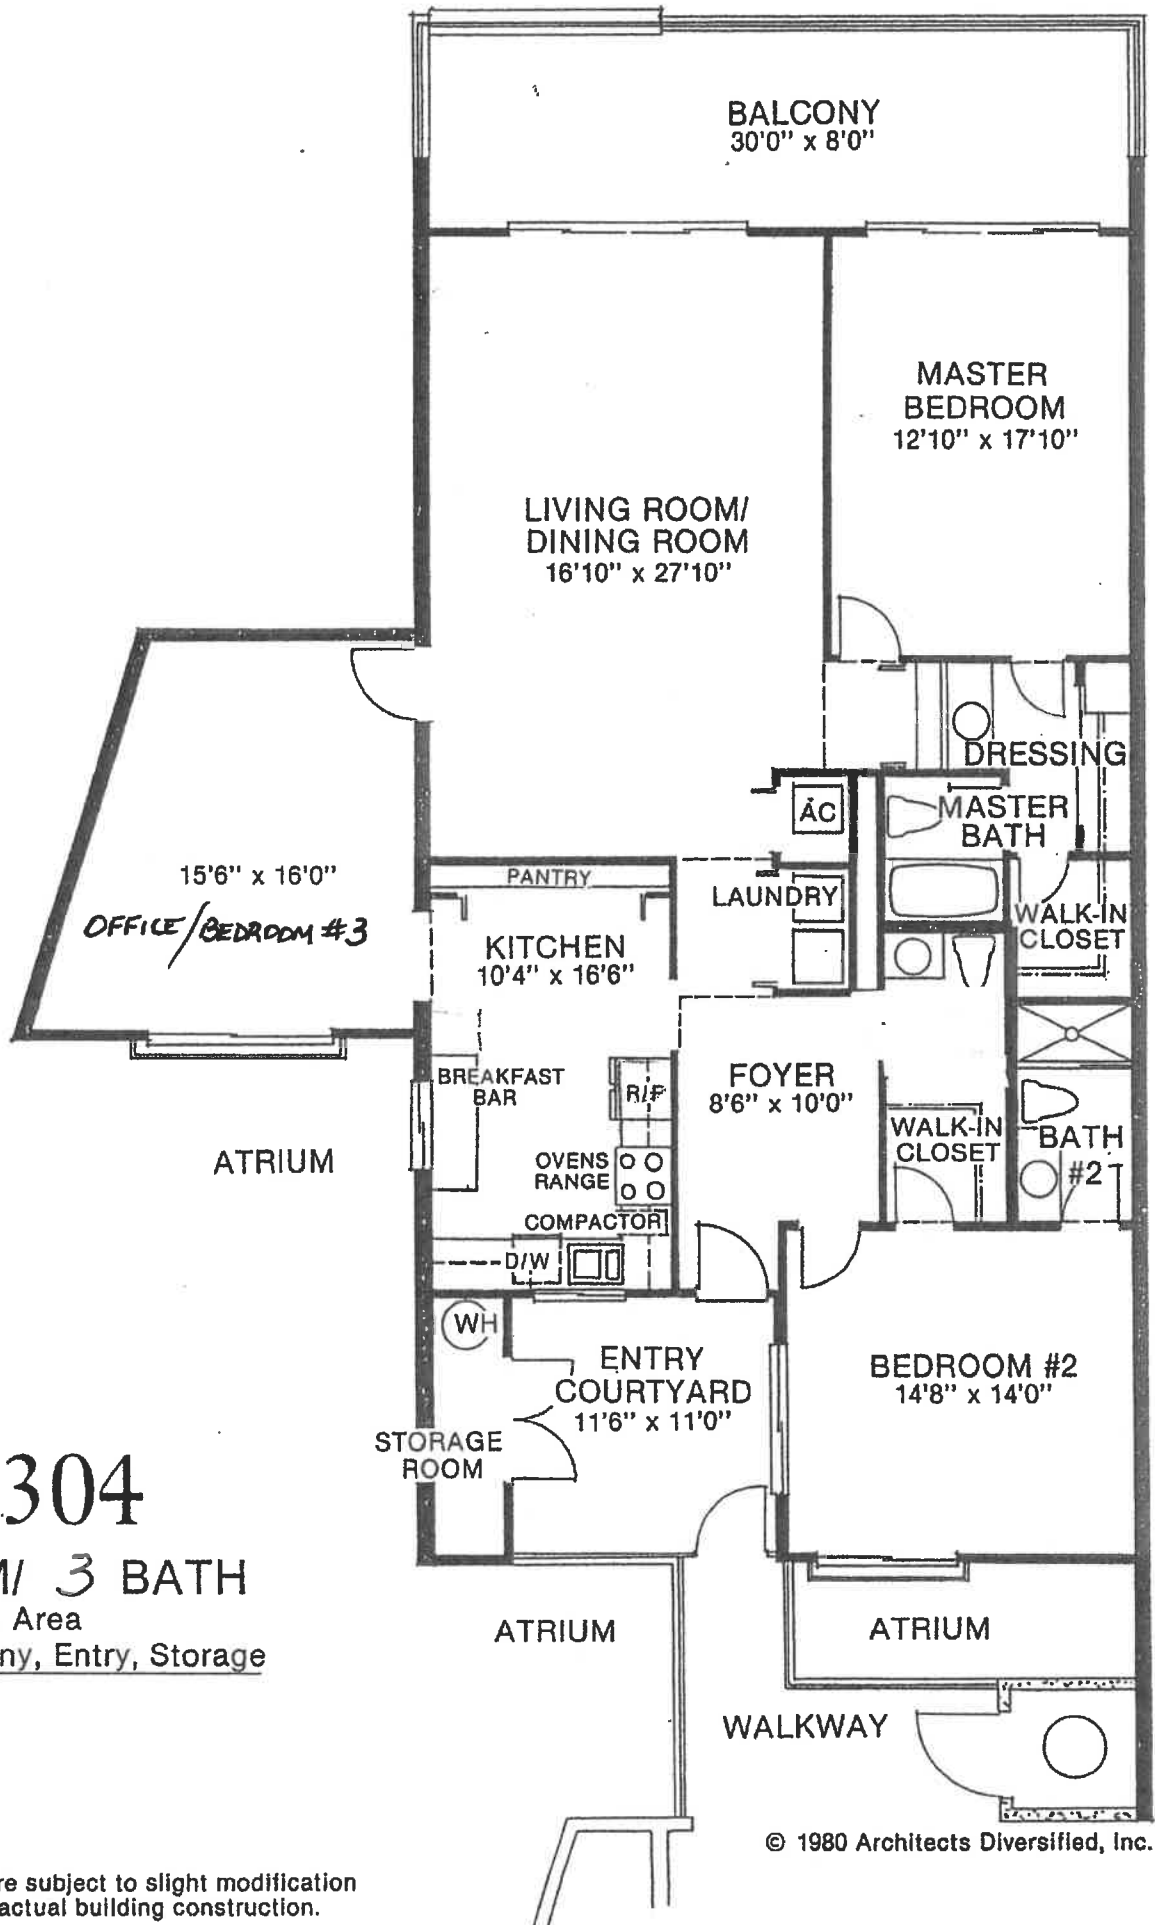 BALCONY
30'0" x 8'0"
MASTER
BEDROOM
12'10" x 17'10"
LIVING ROOM/
DINING ROOM
16'10" x 27'10"
DRESSING
AC
MASTER
BATH
15'6" x 16'0"
OFFICE/BEDROOM #3
PANTRY
LAUNDRY
WALK-IN
CLOSET
KITCHEN
10'4" x 16'6"
BREAKFAST
BAR
R/F
FOYER
8'6" x 10'0"
WALK-IN
CLOSET
BATH
#2
ATRIUM
OVENS
RANGE
COMPACTOR
D/W
WH
ENTRY
COURTYARD
11'6" x 11'0"
BEDROOM #2
14'8" x 14'0"
STORAGE
ROOM
304
/ 3 BATH
Area
ny, Entry, Storage
ATRIUM
ATRIUM
WALKWAY
© 1980 Architects Diversified, Inc.
re subject to slight modification
actual building construction.